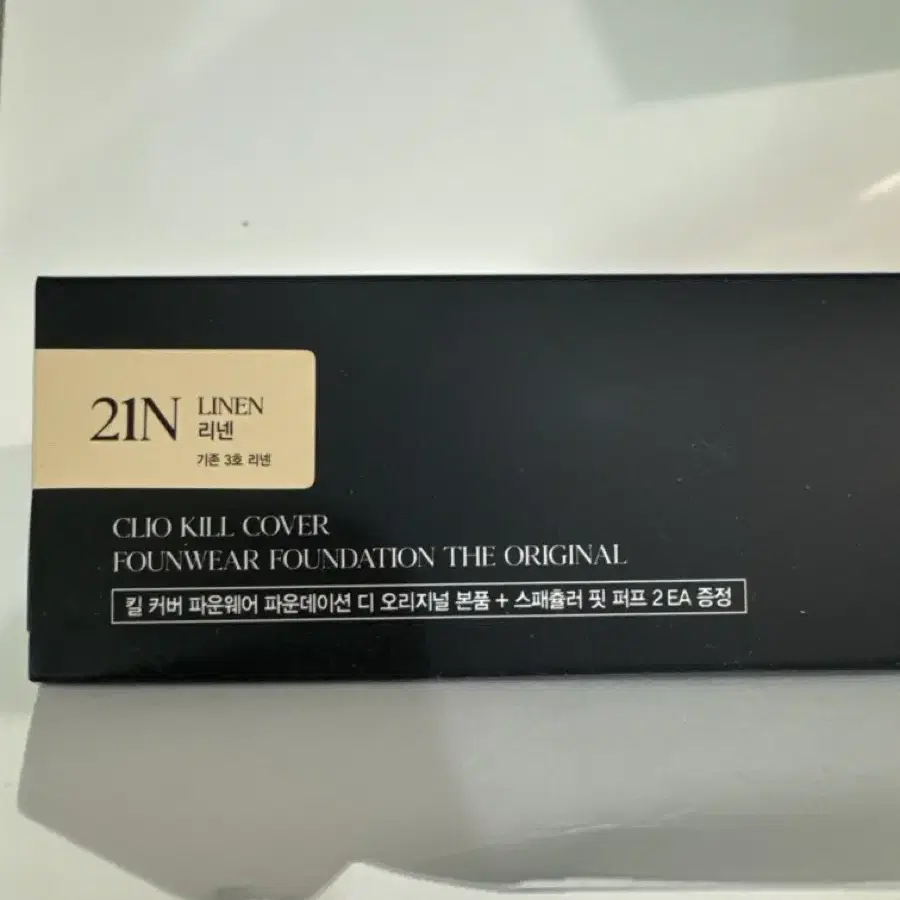 21N
LINEN
리넨
기존 3호 리넨
CLIO KILL COVER
FOUNWEAR FOUNDATION THE ORIGINAL
킬 커버 파운웨어 파운데이션 디 오리지널 본품 + 스패츌러 핏 퍼프 2 EA 증정